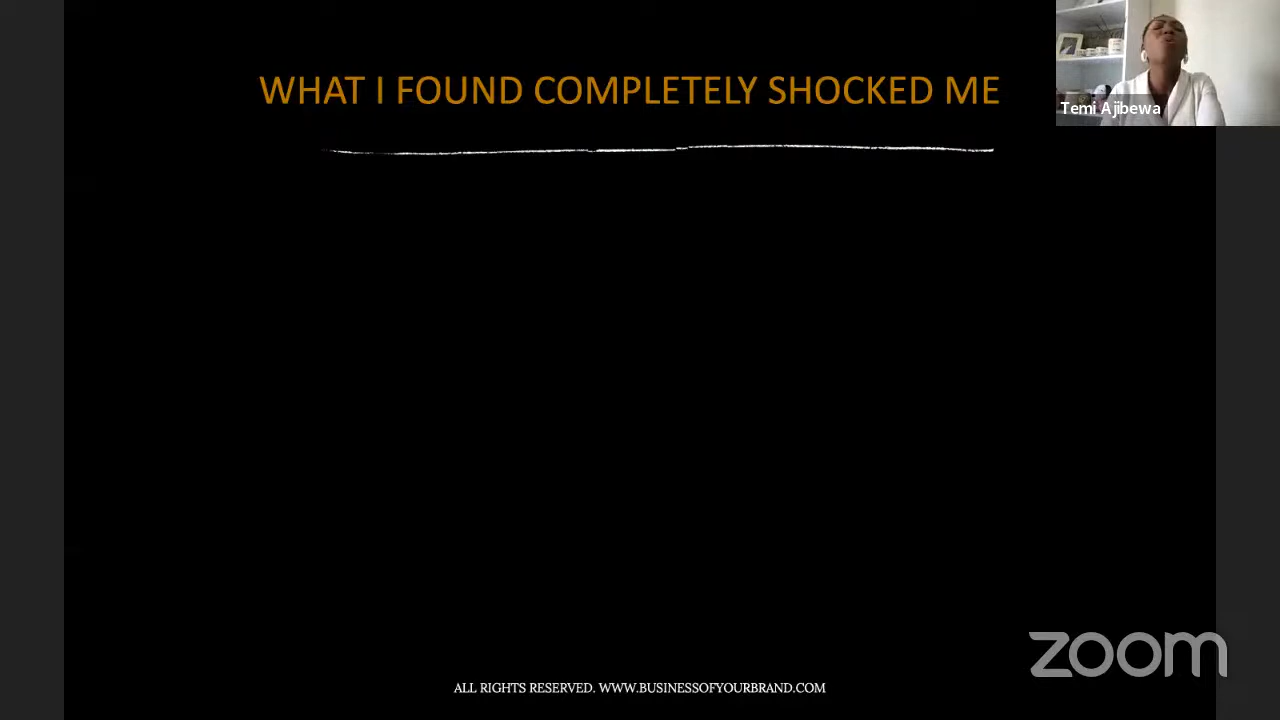 WHAT I FOUND COMPLETELY SHOCKED ME
Temi Ajibewa
zoom
ALL RIGHTS RESERVED. WWW.BUSINESSOFYOURBRAND.COM